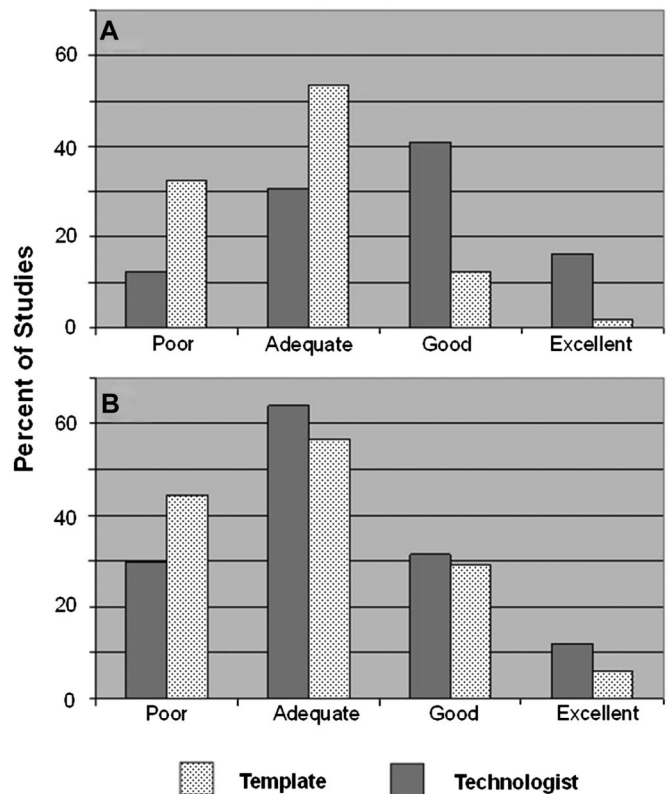 A
60
40
20
0
Poor Adequate Good Excellent
Percent of Studies
B
60
40
20
0
Poor Adequate Good Excellent
Template Technologist